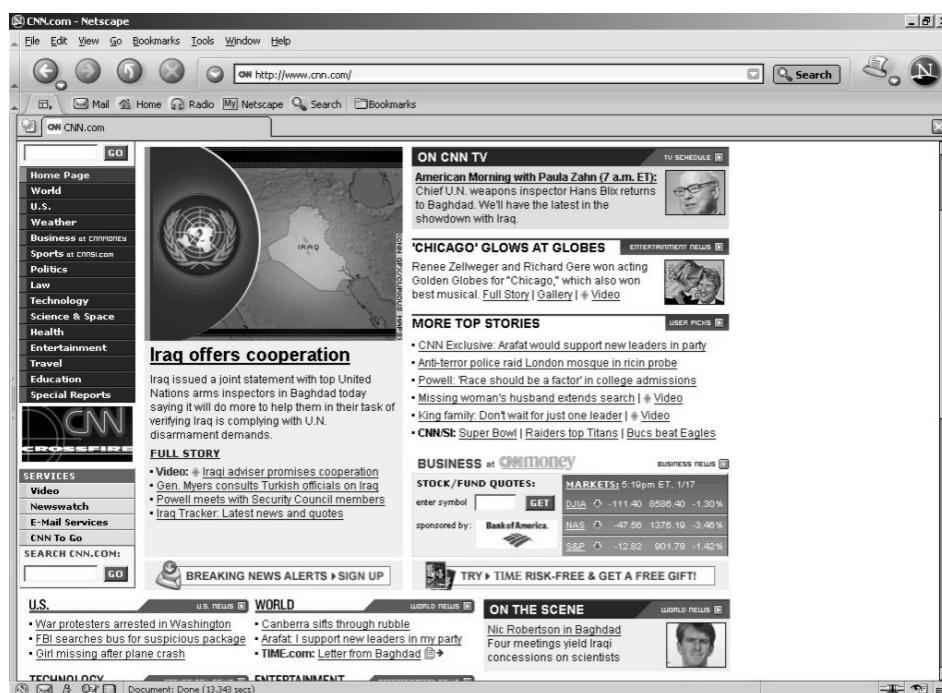 CNN.com - Netscape
File Edit View Go Bookmarks Tools Window Help
http://www.cnn.com/
Search
N
Mail Home Radio My Netscape Search Bookmarks
CNN CNN.com
GO
Home Page
World
U.S.
Weather
Business at CNNMONEY
Sports at CNNSI.com
Politics
Law
Technology
Science & Space
Health
Entertainment
Travel
Education
Special Reports
CNN
CROSSFIRE
SERVICES
Video
Newswatch
E-Mail Services
CNN To Go
SEARCH CNN.COM:
GO
IRAQ
(CNN GFX/CURIOUS MAPS)
Iraq offers cooperation
Iraq issued a joint statement with top United
Nations arms inspectors in Baghdad today
saying it will do more to help them in their task of
verifying Iraq is complying with U.N.
disarmament demands.
FULL STORY
• Video: Iraqi adviser promises cooperation
• Gen. Myers consults Turkish officials on Iraq
• Powell meets with Security Council members
• Iraq Tracker: Latest news and quotes
ON CNN TV TV SCHEDULE
American Morning with Paula Zahn (7 a.m. ET):
Chief U.N. weapons inspector Hans Blix returns
to Baghdad. We'll have the latest in the
showdown with Iraq.
'CHICAGO' GLOWS AT GLOBES ENTERTAINMENT NEWS
Renee Zellweger and Richard Gere won acting
Golden Globes for "Chicago," which also won
best musical. Full Story | Gallery | Video
MORE TOP STORIES USER PICKS
• CNN Exclusive: Arafat would support new leaders in party
• Anti-terror police raid London mosque in ricin probe
• Powell: 'Race should be a factor' in college admissions
• Missing woman's husband extends search | Video
• King family: Don't wait for just one leader | Video
• CNN/SI: Super Bowl | Raiders top Titans | Bucs beat Eagles
BUSINESS at CNNmoney BUSINESS NEWS
STOCK/FUND QUOTES:
enter symbol GET
sponsored by: Bank of America.
MARKETS: 5:19pm ET, 1/17
DJIA -111.40 8586.40 -1.30%
NAS -47.56 1376.19 -3.46%
S&P -12.82 901.78 -1.42%
BREAKING NEWS ALERTS SIGN UP
TRY TIME RISK-FREE & GET A FREE GIFT!
U.S. U.S. NEWS
• War protesters arrested in Washington
• FBI searches bus for suspicious package
• Girl missing after plane crash
WORLD WORLD NEWS
• Canberra sifts through rubble
• Arafat: I support new leaders in my party
• TIME.com: Letter from Baghdad
ON THE SCENE WORLD NEWS
Nic Robertson in Baghdad
Four meetings yield Iraqi
concessions on scientists
TECHNOLOGY
ENTERTAINMENT
Document: Done (13.343 secs)